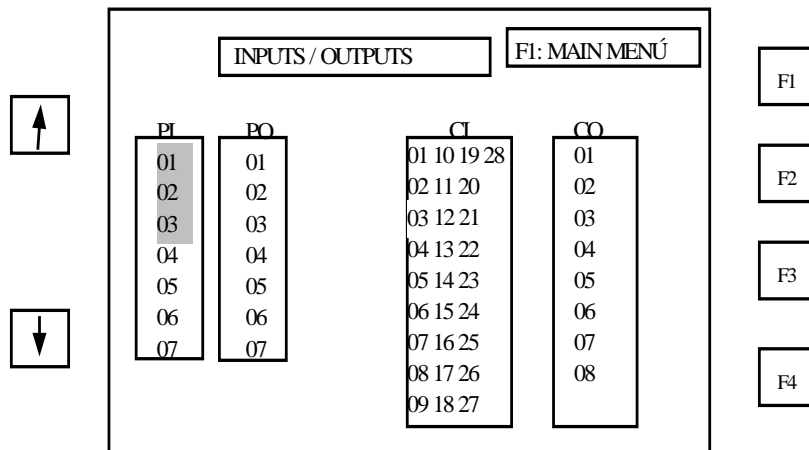 INPUTS / OUTPUTS
F1: MAIN MENÚ
F1
F2
F3
F4
PI
01
02
03
04
05
06
07
PO
01
02
03
04
05
06
07
CI
01 10 19 28
02 11 20
03 12 21
04 13 22
05 14 23
06 15 24
07 16 25
08 17 26
09 18 27
CO
01
02
03
04
05
06
07
08